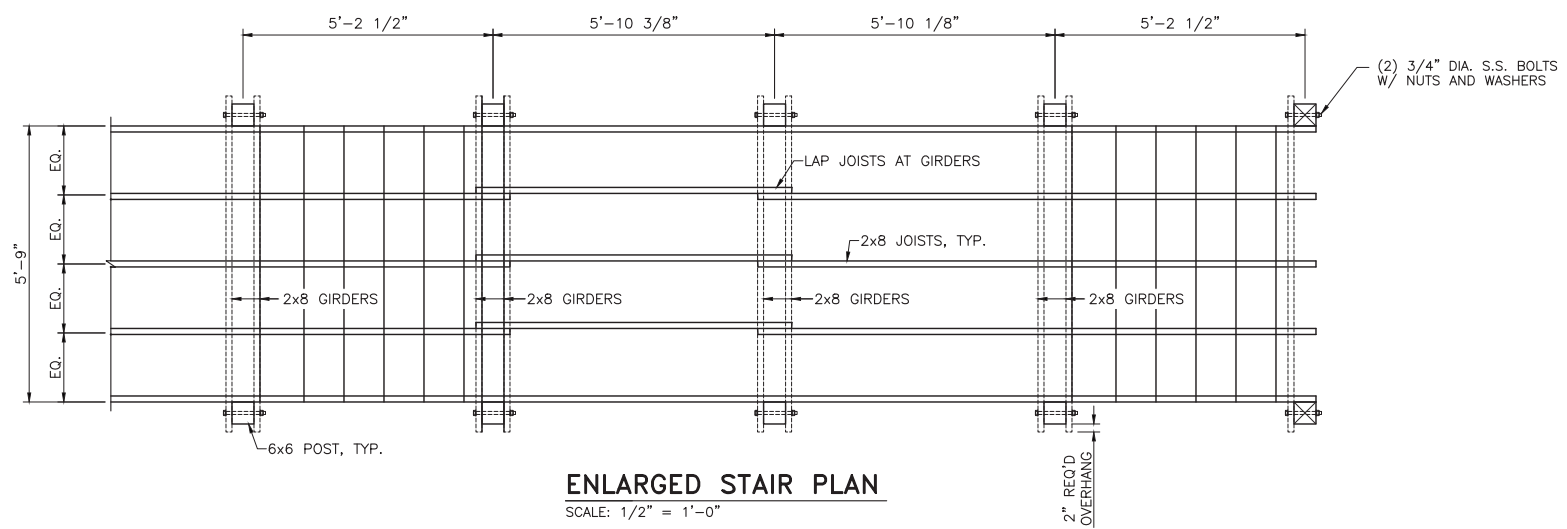 5'-2 1/2"
5'-10 3/8"
5'-10 1/8"
5'-2 1/2"
(2) 3/4" DIA. S.S. BOLTS
W/ NUTS AND WASHERS
5'-9"
EQ.
EQ.
EQ.
EQ.
LAP JOISTS AT GIRDERS
2x8 JOISTS, TYP.
2x8 GIRDERS
2x8 GIRDERS
2x8 GIRDERS
2x8 GIRDERS
6x6 POST, TYP.
2" REQ'D
OVERHANG
ENLARGED STAIR PLAN
SCALE: 1/2" = 1'-0"